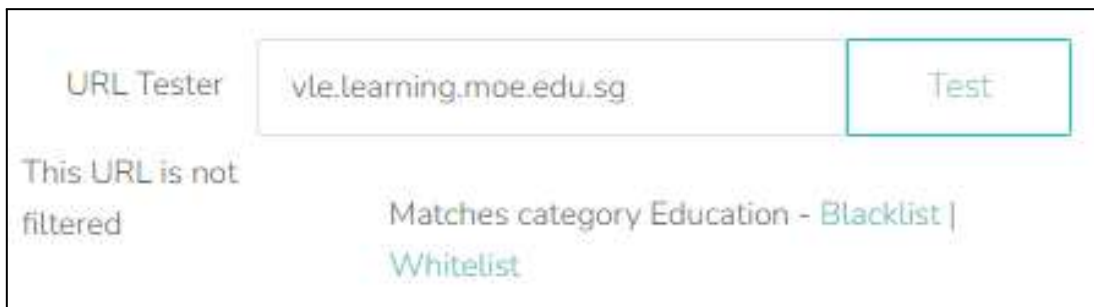 URL Tester
vle.learning.moe.edu.sg
Test
This URL is not
filtered
Matches category Education - Blacklist |
Whitelist